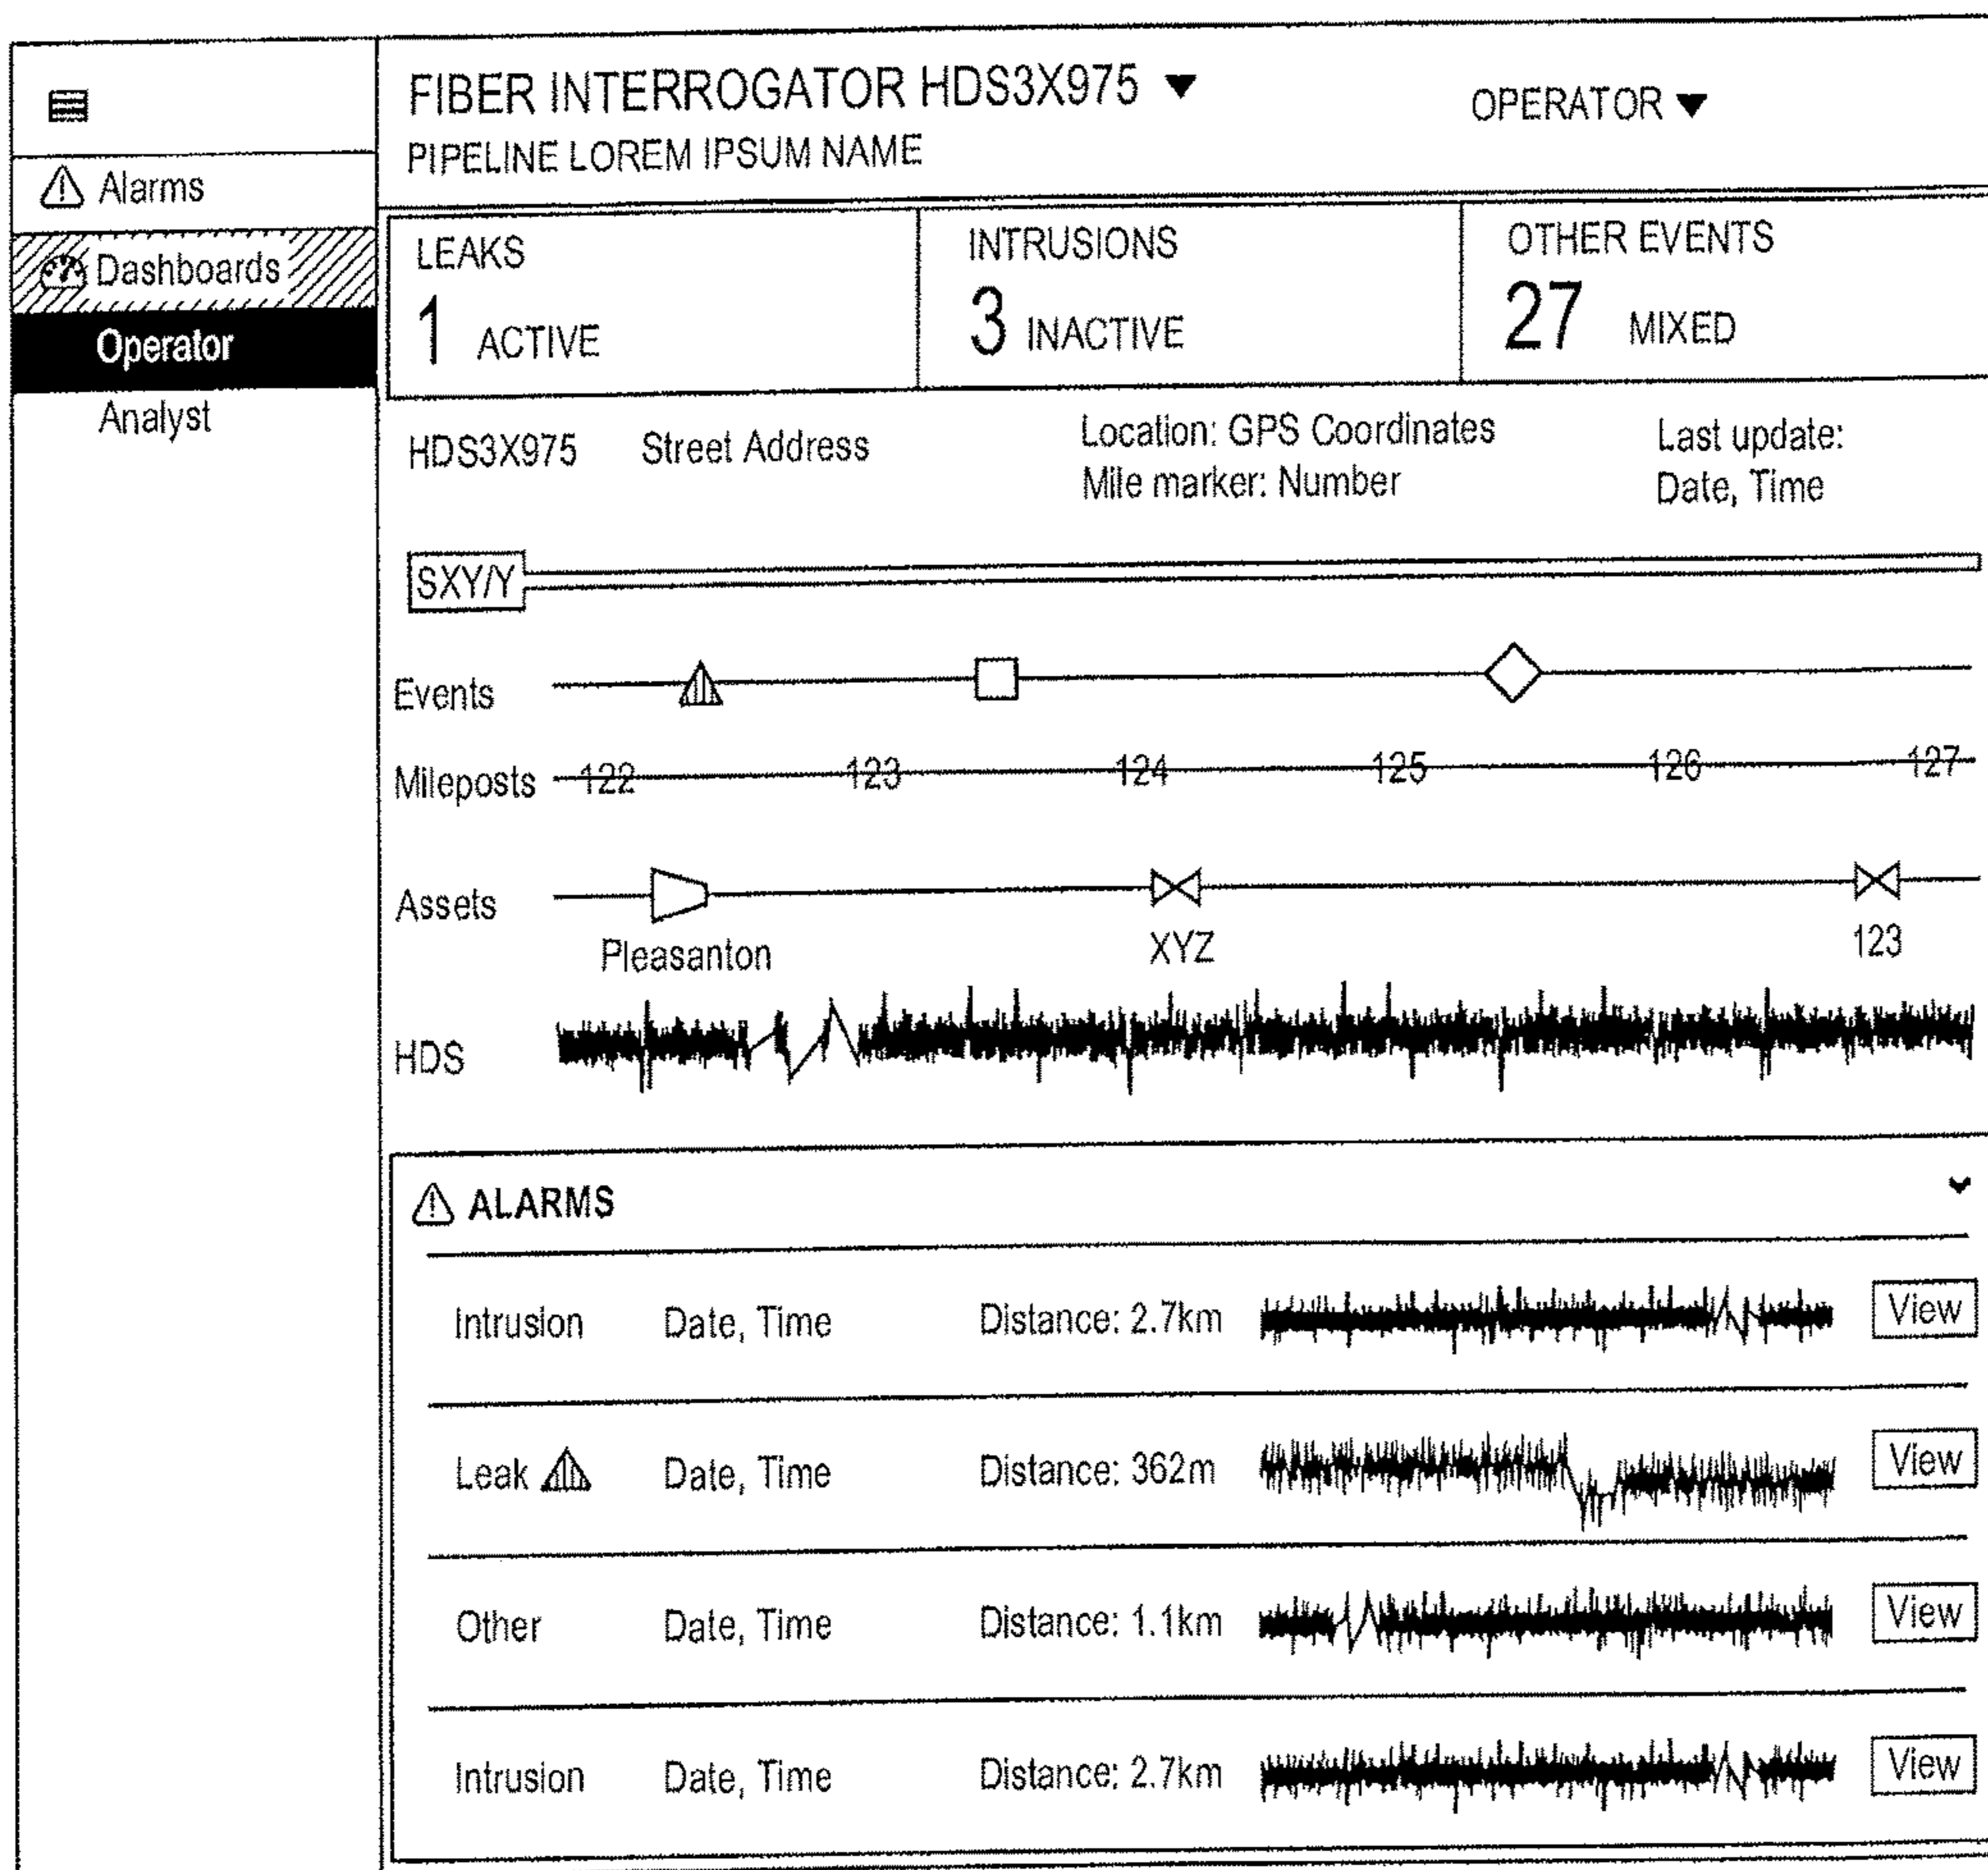 Alarms
Dashboards
Operator
Analyst
FIBER INTERROGATOR HDS3X975
PIPELINE LOREM IPSUM NAME
OPERATOR
LEAKS
1 ACTIVE
INTRUSIONS
3 INACTIVE
OTHER EVENTS
27 MIXED
HDS3X975 Street Address
Location: GPS Coordinates
Mile marker: Number
Last update:
Date, Time
SXY/Y
Events
Mileposts 122 123 124 125 126 127
Assets
Pleasanton XYZ 123
HDS
ALARMS
Intrusion Date, Time Distance: 2.7km View
Leak Date, Time Distance: 362m View
Other Date, Time Distance: 1.1km View
Intrusion Date, Time Distance: 2.7km View